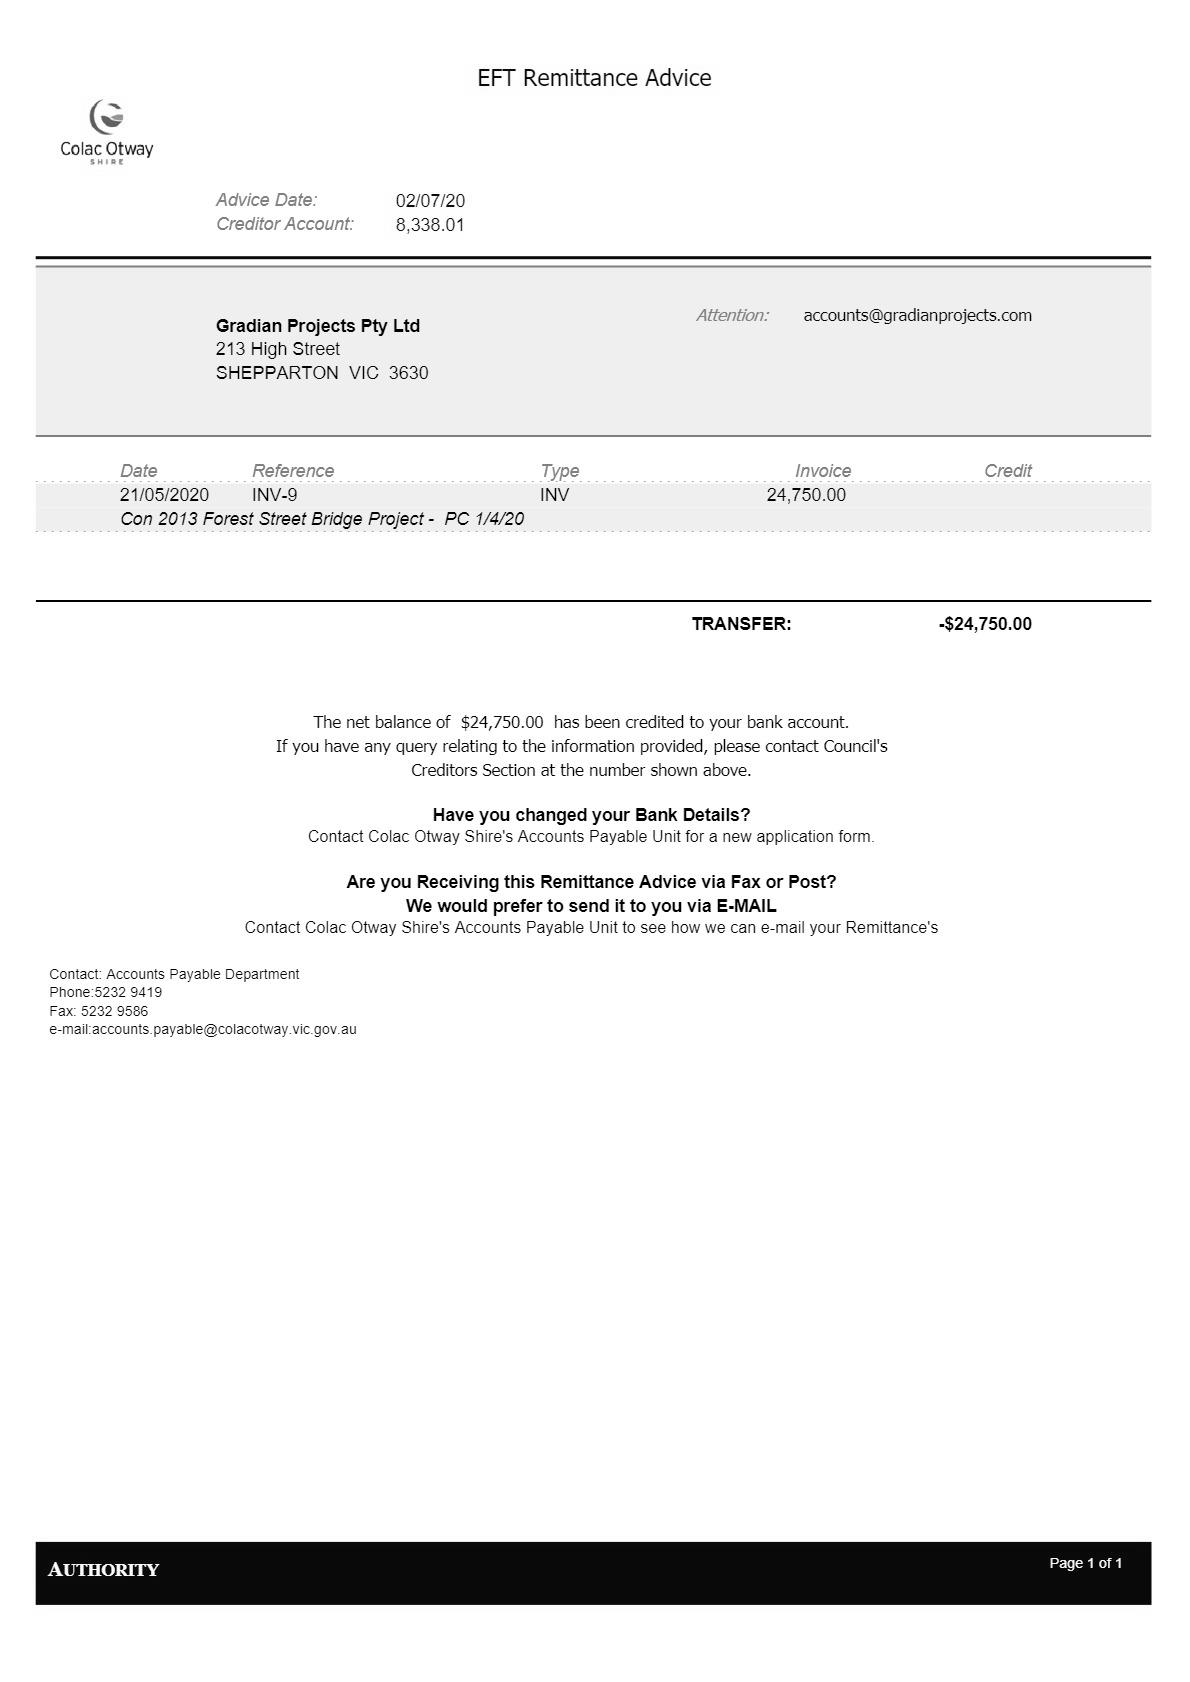 EFT Remittance Advice
Colac Otway
SHIRE
Advice Date: 02/07/20
Creditor Account: 8,338.01
Gradian Projects Pty Ltd
Attention: accounts@gradianprojects.com
213 High Street
SHEPPARTON VIC 3630
Date Reference Type Invoice Credit
21/05/2020 INV-9 INV 24,750.00
Con 2013 Forest Street Bridge Project - PC 1/4/20
TRANSFER: -$24,750.00
The net balance of $24,750.00 has been credited to your bank account.
If you have any query relating to the information provided, please contact Council's
Creditors Section at the number shown above.
Have you changed your Bank Details?
Contact Colac Otway Shire's Accounts Payable Unit for a new application form.
Are you Receiving this Remittance Advice via Fax or Post?
We would prefer to send it to you via E-MAIL
Contact Colac Otway Shire's Accounts Payable Unit to see how we can e-mail your Remittance's
Contact: Accounts Payable Department
Phone:5232 9419
Fax: 5232 9586
e-mail:accounts.payable@colacotway.vic.gov.au
AUTHORITY
Page 1 of 1